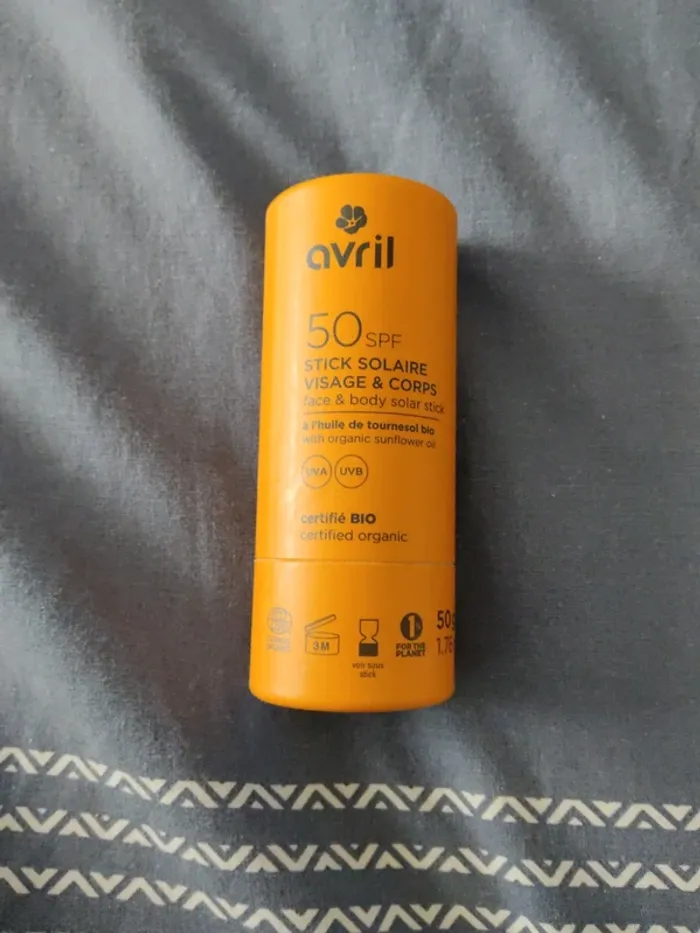 avril
50 SPF
STICK SOLAIRE
VISAGE & CORPS
face & body solar stick
à l'huile de tournesol bio
with organic sunflower oil
UVA UVB
certifié BIO
certified organic
3M
voir sous
stick
1%
FOR THE
PLANET
50g